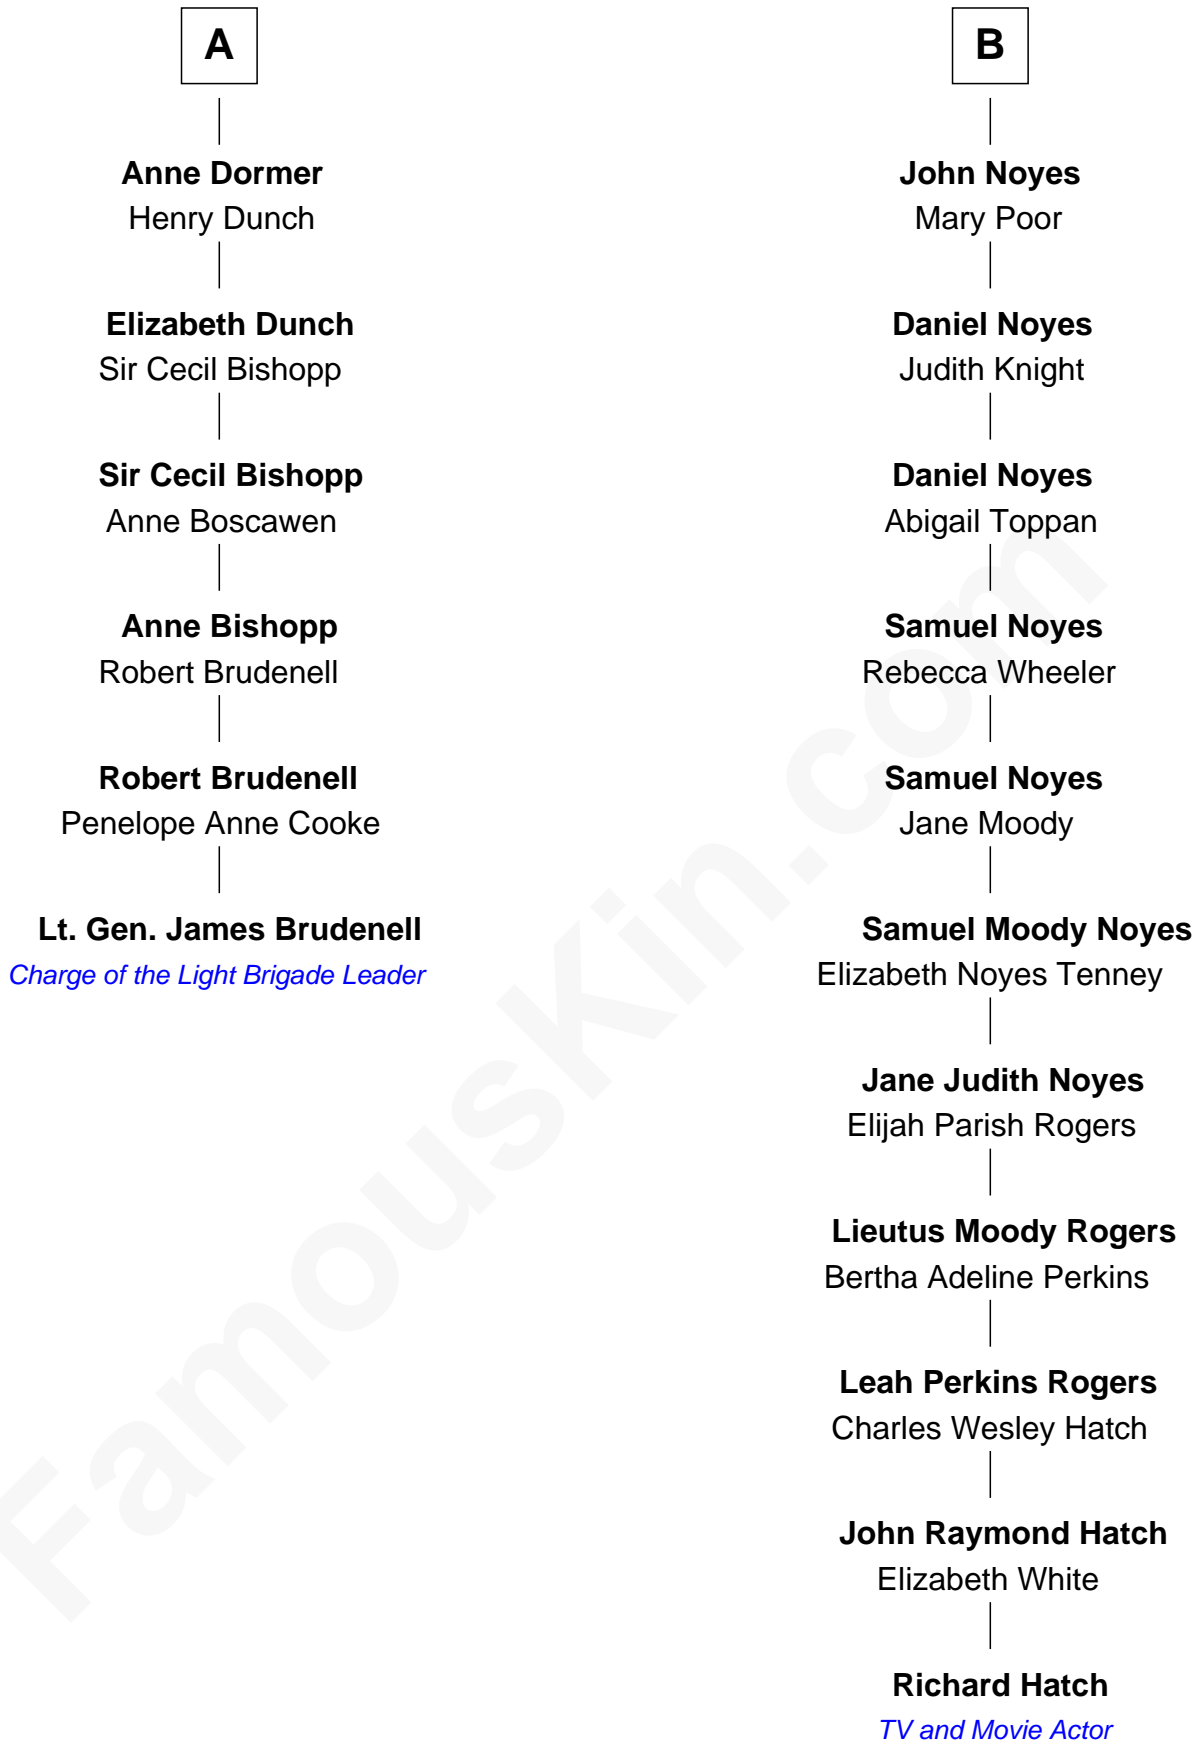 A
Anne Dormer
Henry Dunch
Elizabeth Dunch
Sir Cecil Bishopp
Sir Cecil Bishopp
Anne Boscawen
Anne Bishopp
Robert Brudenell
Robert Brudenell
Penelope Anne Cooke
Lt. Gen. James Brudenell
Charge of the Light Brigade Leader
B
John Noyes
Mary Poor
Daniel Noyes
Judith Knight
Daniel Noyes
Abigail Toppan
Samuel Noyes
Rebecca Wheeler
Samuel Noyes
Jane Moody
Samuel Moody Noyes
Elizabeth Noyes Tenney
Jane Judith Noyes
Elijah Parish Rogers
Lieutus Moody Rogers
Bertha Adeline Perkins
Leah Perkins Rogers
Charles Wesley Hatch
John Raymond Hatch
Elizabeth White
Richard Hatch
TV and Movie Actor
FamousKin.com